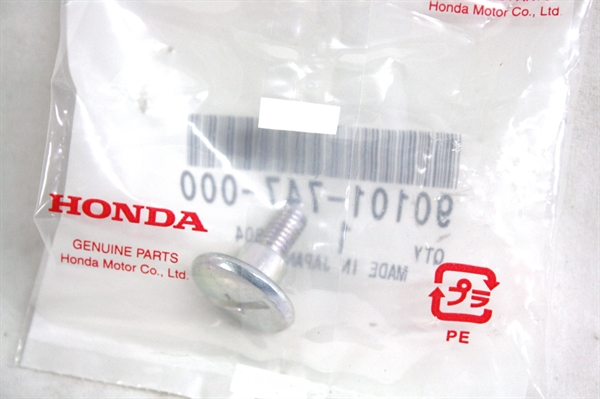 Honda Motor Co., Ltd.
90101-747-000
HONDA
GENUINE PARTS
Honda Motor Co., Ltd.
QTY 1
MADE IN JAPAN
プラ
PE